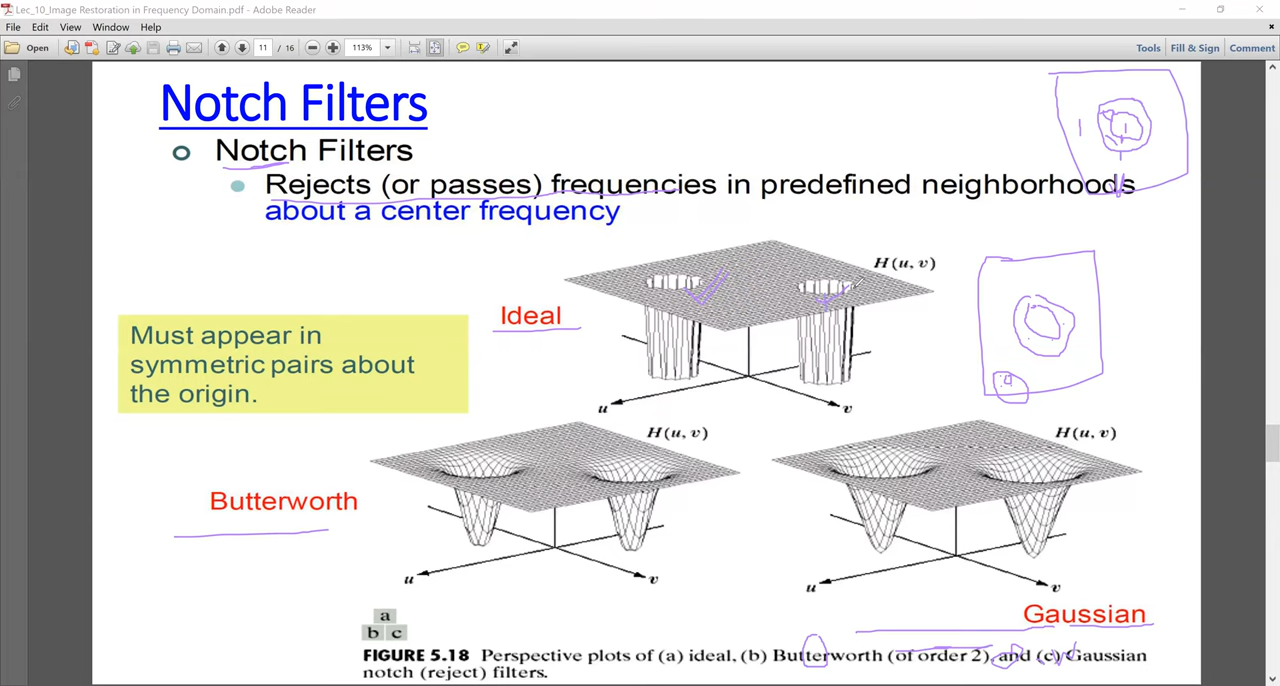 Lec_10_Image Restoration in Frequency Domain.pdf - Adobe Reader
File Edit View Window Help
Open 11 / 16 113% Tools Fill & Sign Comment
Notch Filters
Notch Filters
Rejects (or passes) frequencies in predefined neighborhoods
about a center frequency
H(u, v)
Ideal
Must appear in
symmetric pairs about
the origin.
u v
H(u, v) H(u, v)
Butterworth
u v u v
Gaussian
a
b c
FIGURE 5.18 Perspective plots of (a) ideal, (b) Butterworth (of order 2), and (c) Gaussian
notch (reject) filters.